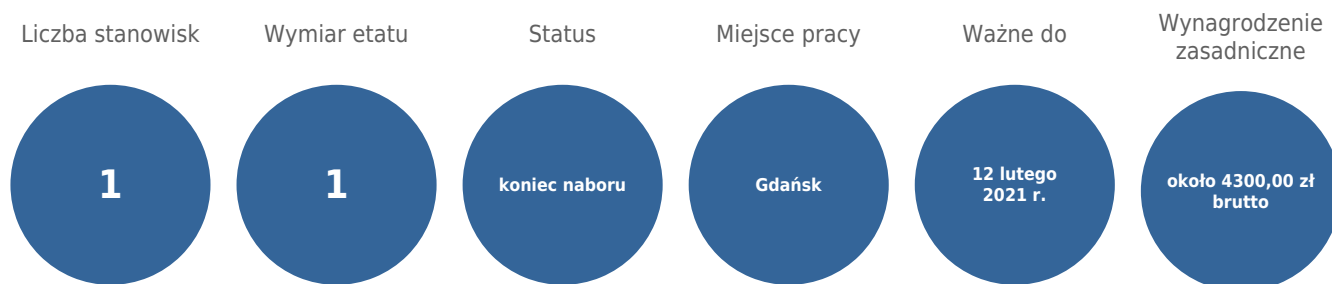 Liczba stanowisk
1
Wymiar etatu
1
Status
koniec naboru
Miejsce pracy
Gdańsk
Ważne do
12 lutego
2021 r.
Wynagrodzenie
zasadnicze
około 4300,00 zł
brutto